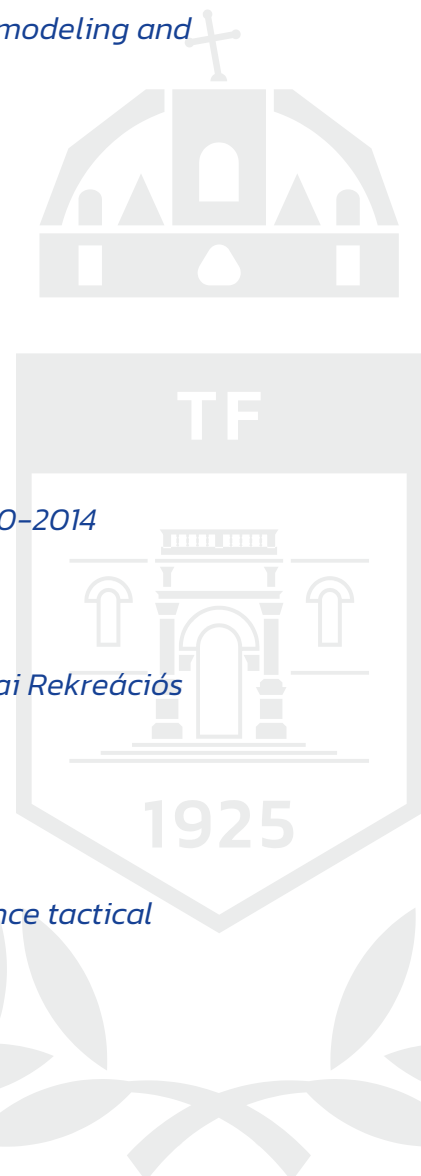 modeling and
TF
0-2014
ai Rekreációs
1925
nce tactical